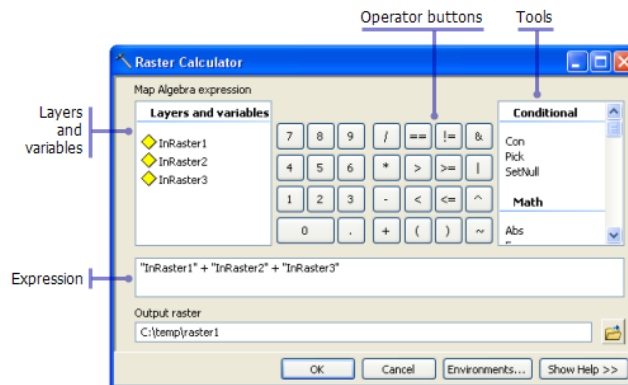 Operator buttons
Tools
Raster Calculator
Map Algebra expression
Layers and variables
Layers and variables
InRaster1
InRaster2
InRaster3
7 8 9 / == != &
4 5 6 * > >= |
1 2 3 - < <= ^
0 . + ( ) ~
Conditional
Con
Pick
SetNull
Math
Abs
Expression
"InRaster1" + "InRaster2" + "InRaster3"
Output raster
C:\temp\raster1
OK Cancel Environments... Show Help >>